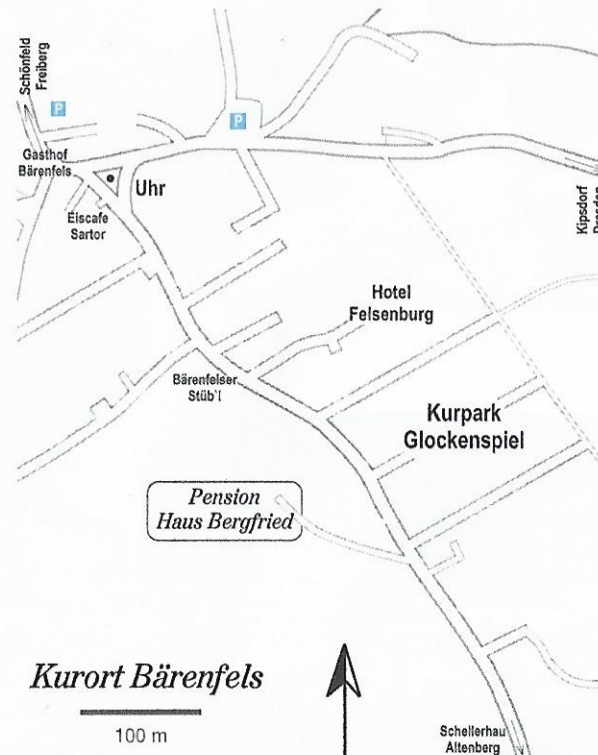 Schönfeld
Freiberg
P
P
Gasthof
Bärenfels
Uhr
Eiscafe
Sartor
Kipsdorf
Dresden
Hotel
Felsenburg
Bärenfelser
Stüb'l
Kurpark
Glockenspiel
Pension
Haus Bergfried
Kurort Bärenfels
100 m
Schellerhau
Altenberg